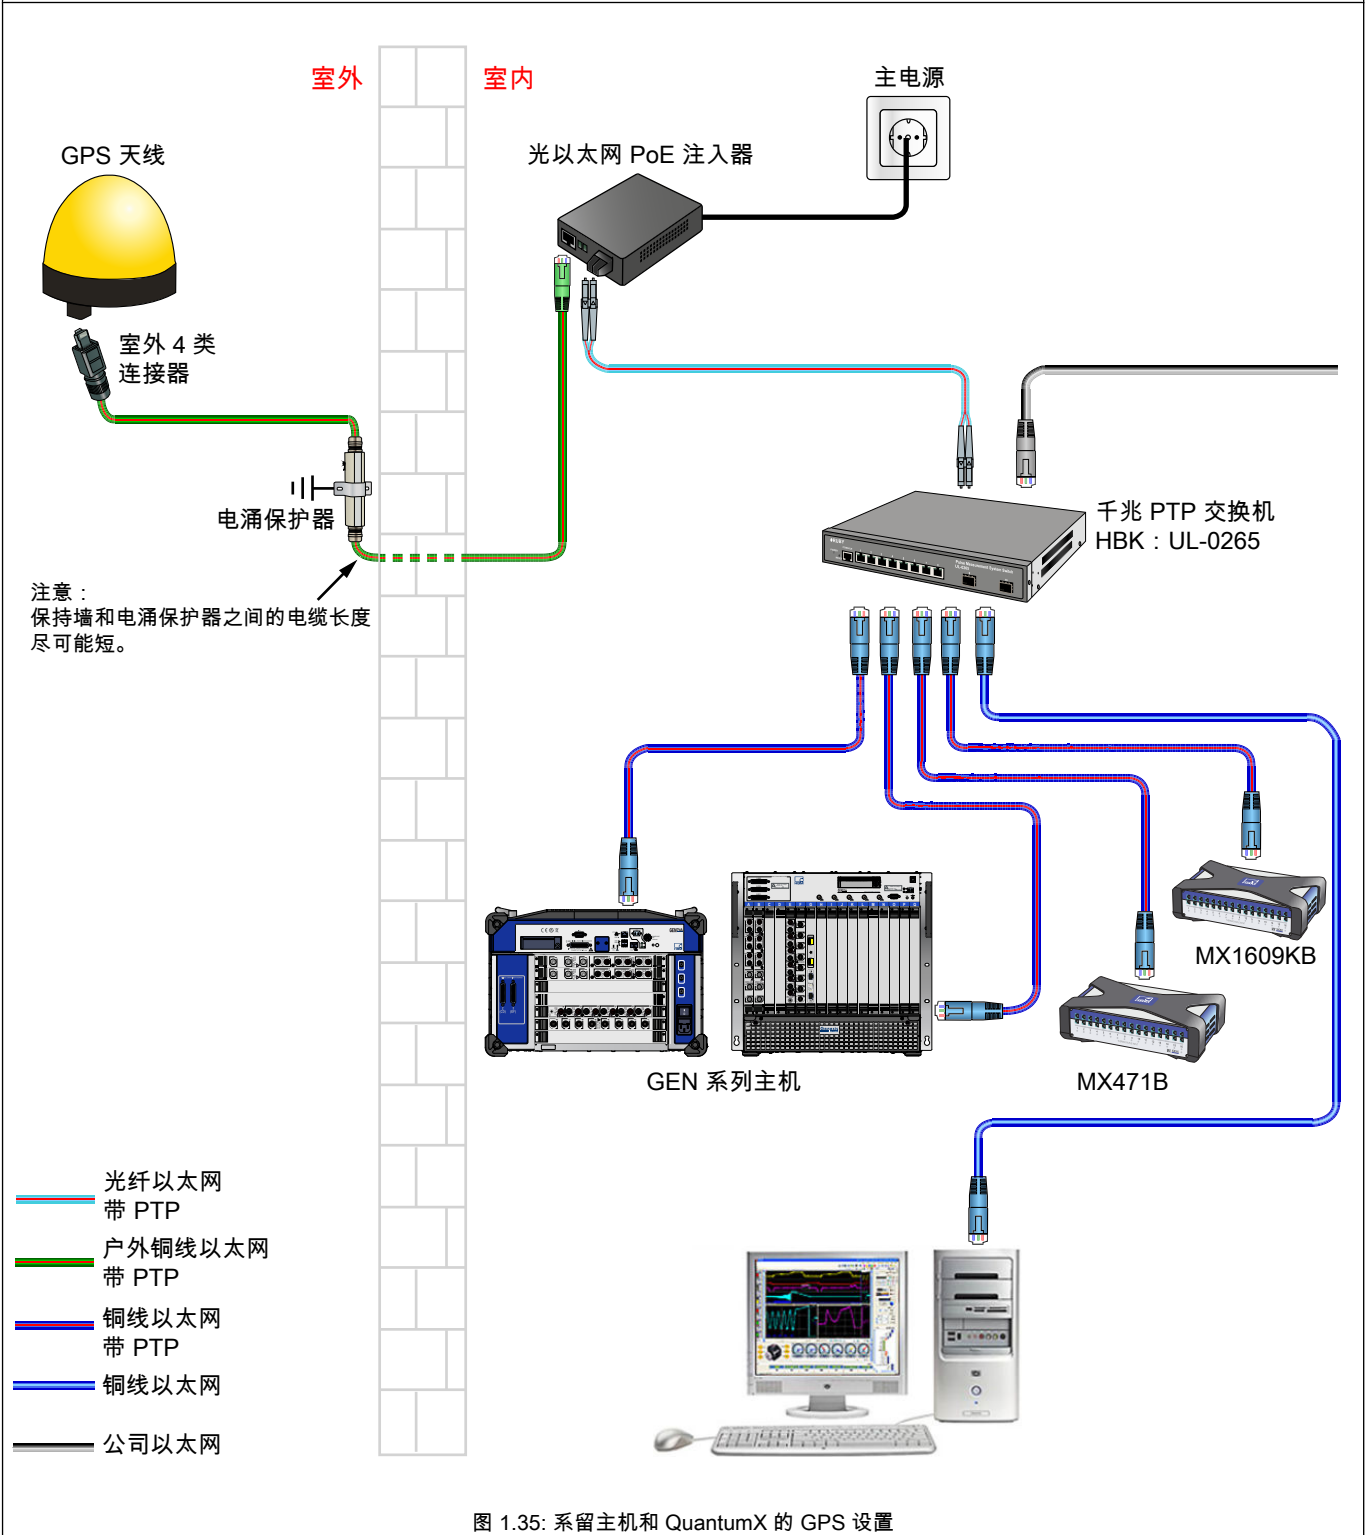 室外
室内
主电源
GPS 天线
光以太网 PoE 注入器
室外 4 类
连接器
电涌保护器
千兆 PTP 交换机
HBK：UL-0265
注意：
保持墙和电涌保护器之间的电缆长度
尽可能短。
MX1609KB
GEN 系列主机
MX471B
光纤以太网
带 PTP
户外铜线以太网
带 PTP
铜线以太网
带 PTP
铜线以太网
公司以太网
图 1.35: 系留主机和 QuantumX 的 GPS 设置